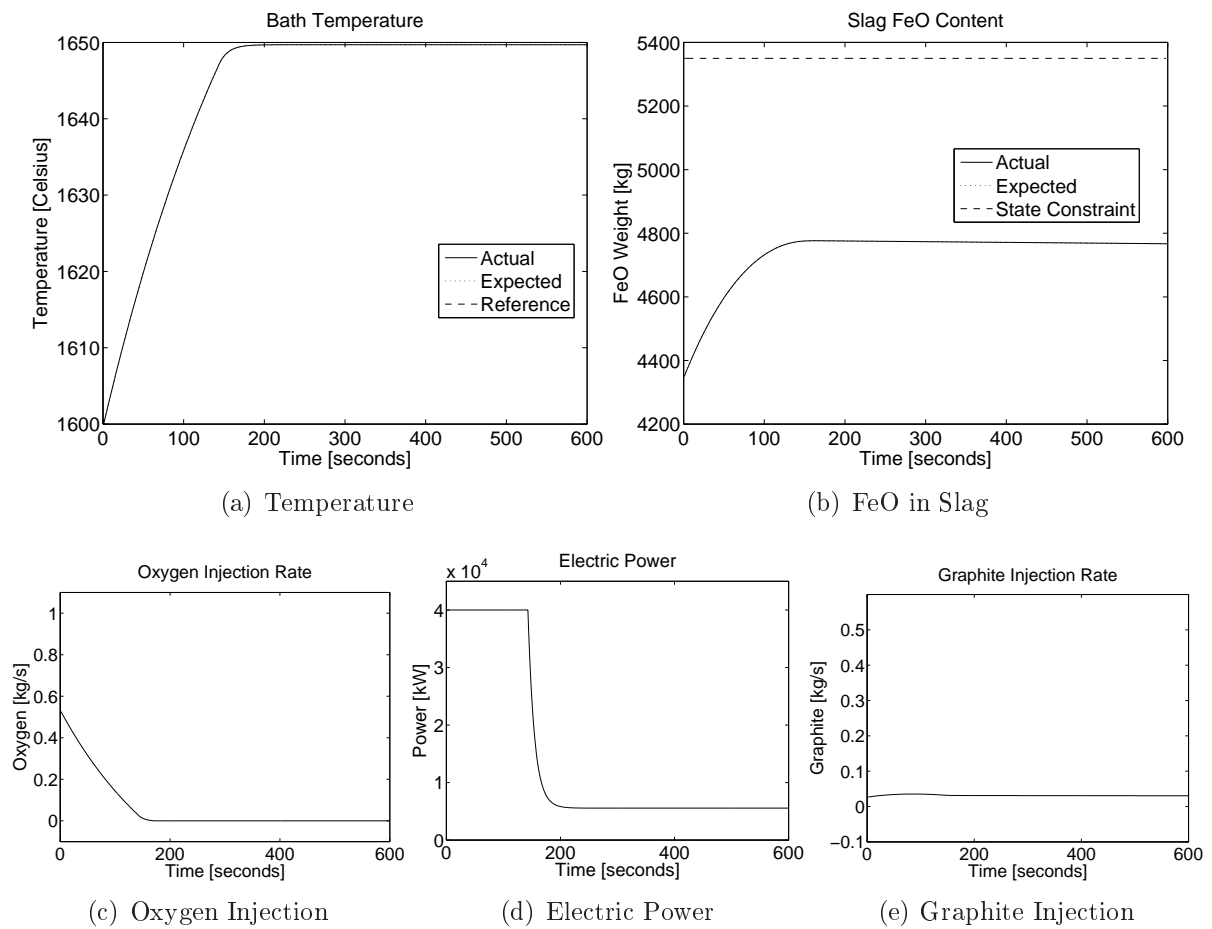 Bath Temperature
1650
1640
1630
1620
1610
1600
Temperature [Celsius]
Actual
Expected
Reference
0 100 200 300 400 500 600
Time [seconds]
(a) Temperature
Slag FeO Content
5400
5200
5000
4800
4600
4400
4200
FeO Weight [kg]
Actual
Expected
State Constraint
0 100 200 300 400 500 600
Time [seconds]
(b) FeO in Slag
Oxygen Injection Rate
1
0.8
0.6
0.4
0.2
0
Oxygen [kg/s]
0 200 400 600
Time [seconds]
(c) Oxygen Injection
Electric Power
x 10^4
4
3
2
1
0
Power [kW]
0 200 400 600
Time [seconds]
(d) Electric Power
Graphite Injection Rate
0.5
0.4
0.3
0.2
0.1
0
−0.1
Graphite [kg/s]
0 200 400 600
Time [seconds]
(e) Graphite Injection